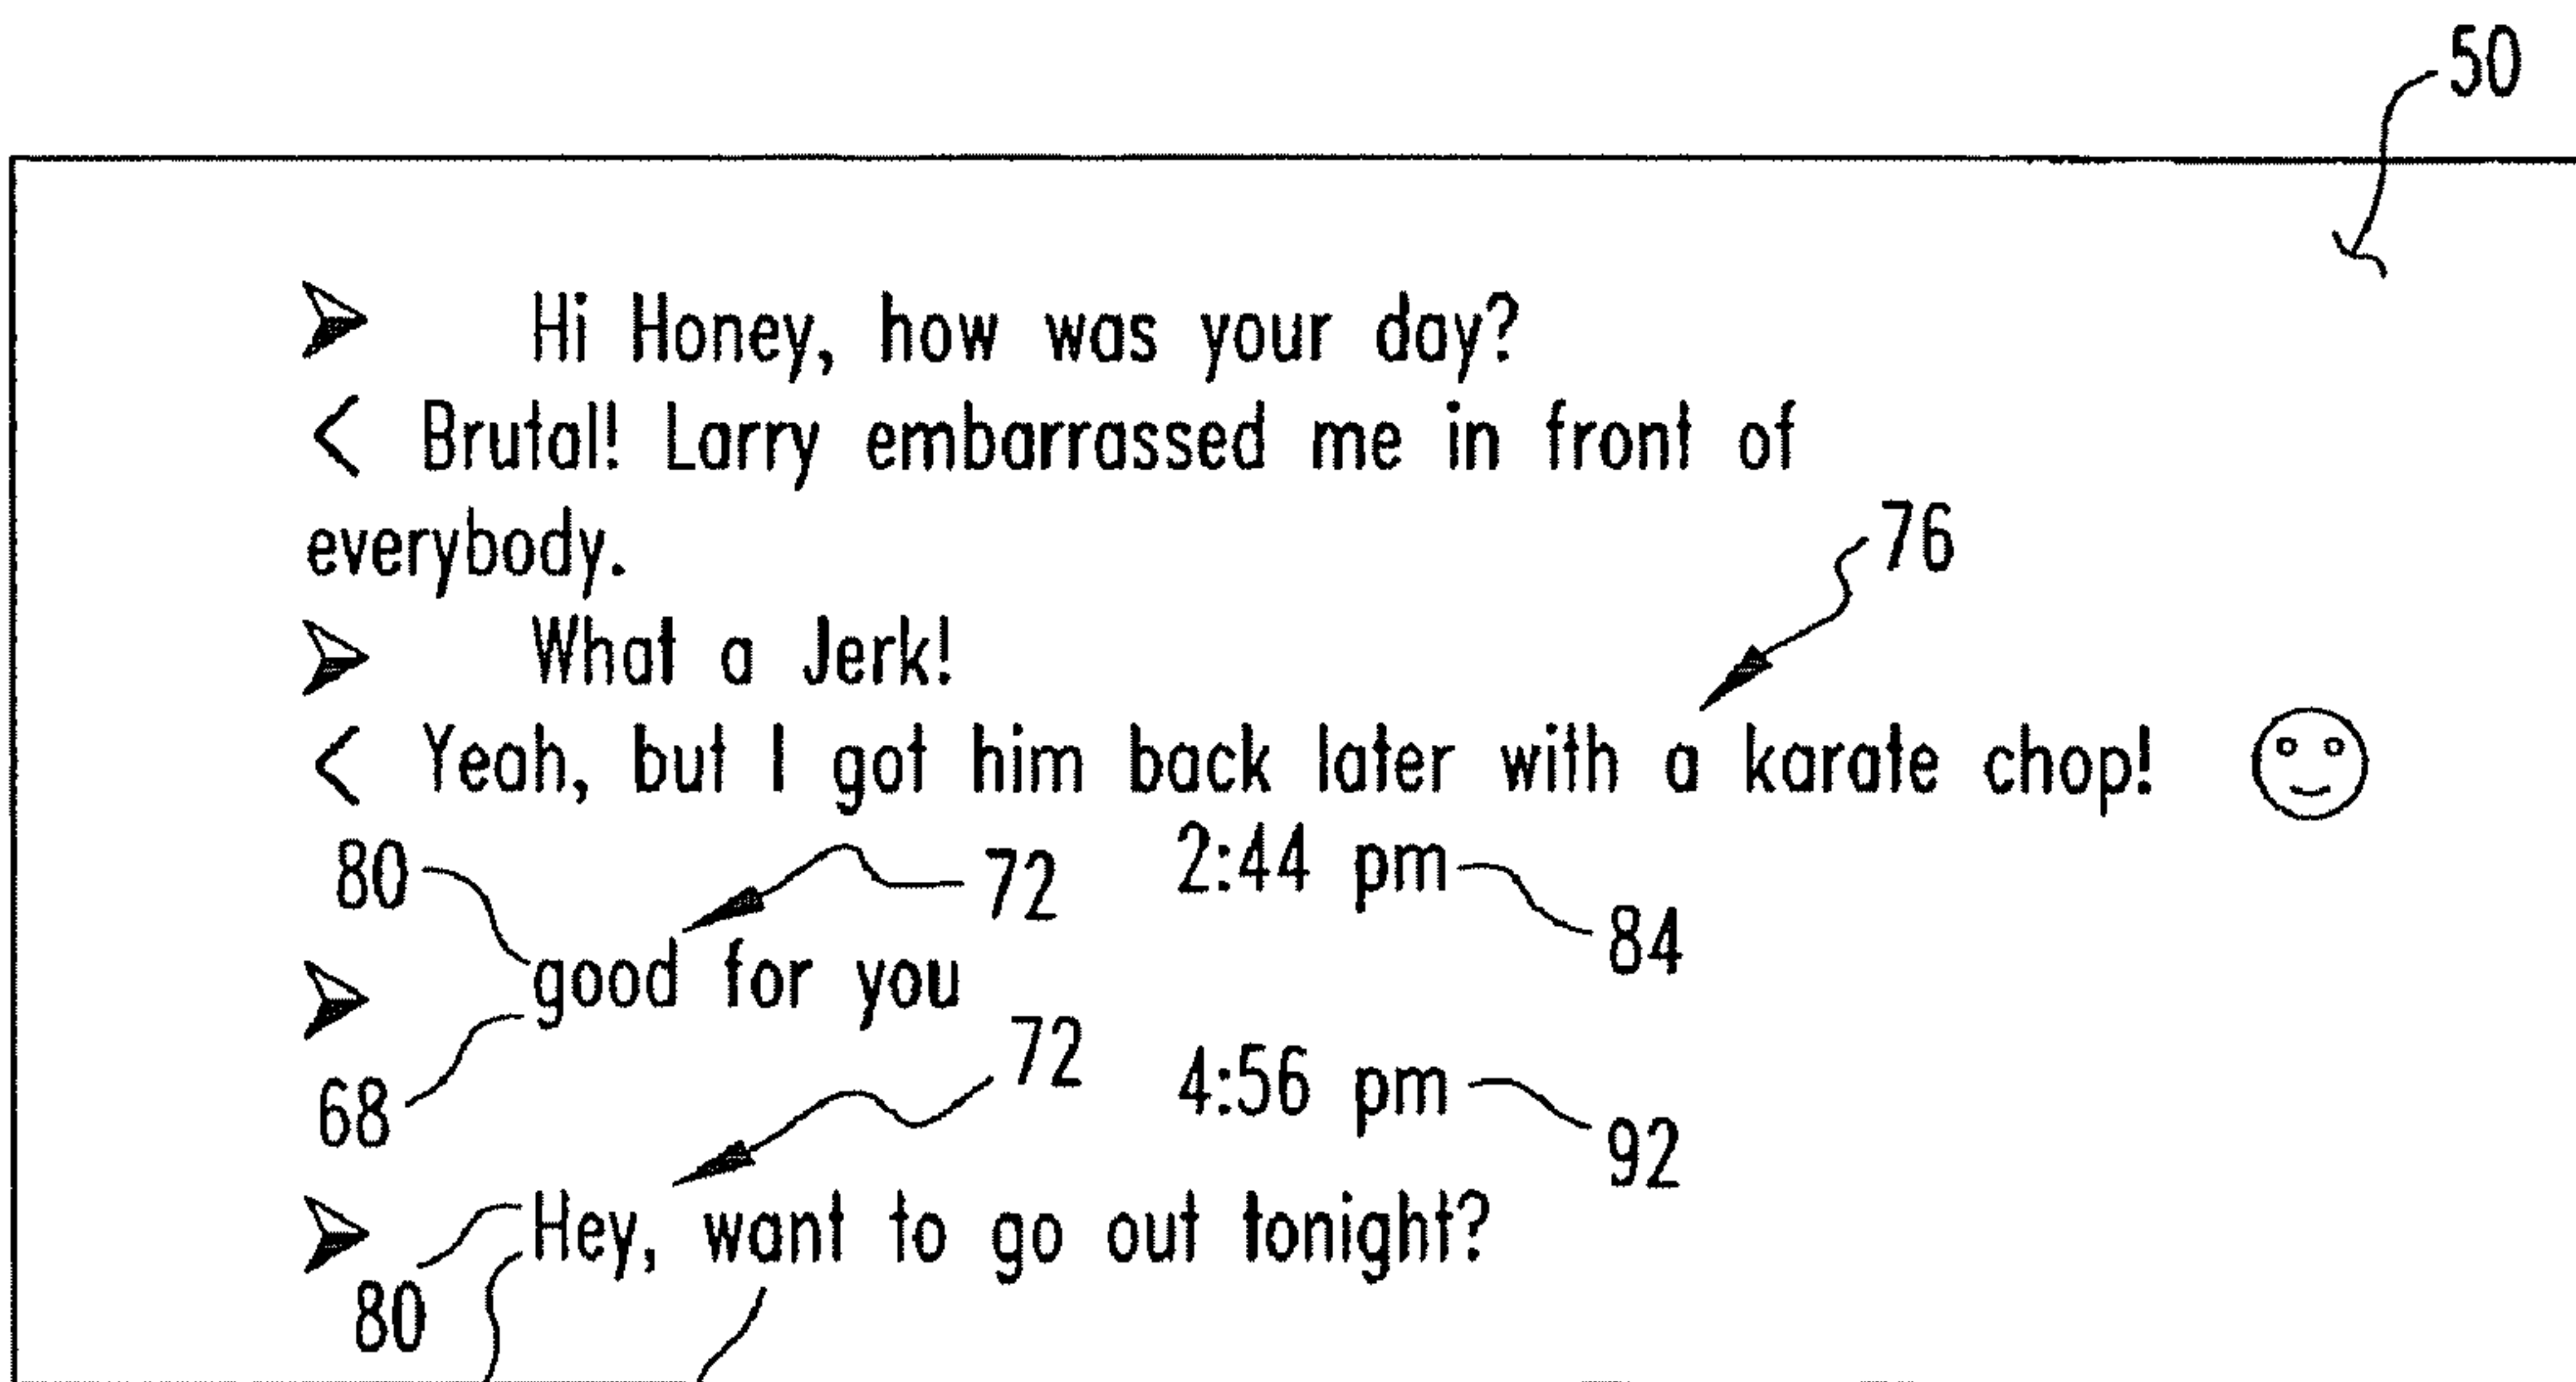 50
➢ Hi Honey, how was your day?
< Brutal! Larry embarrassed me in front of
everybody.
76
➢ What a Jerk!
< Yeah, but I got him back later with a karate chop! ☺
80 72 2:44 pm 84
➢ good for you
68 72 4:56 pm 92
➢ Hey, want to go out tonight?
80